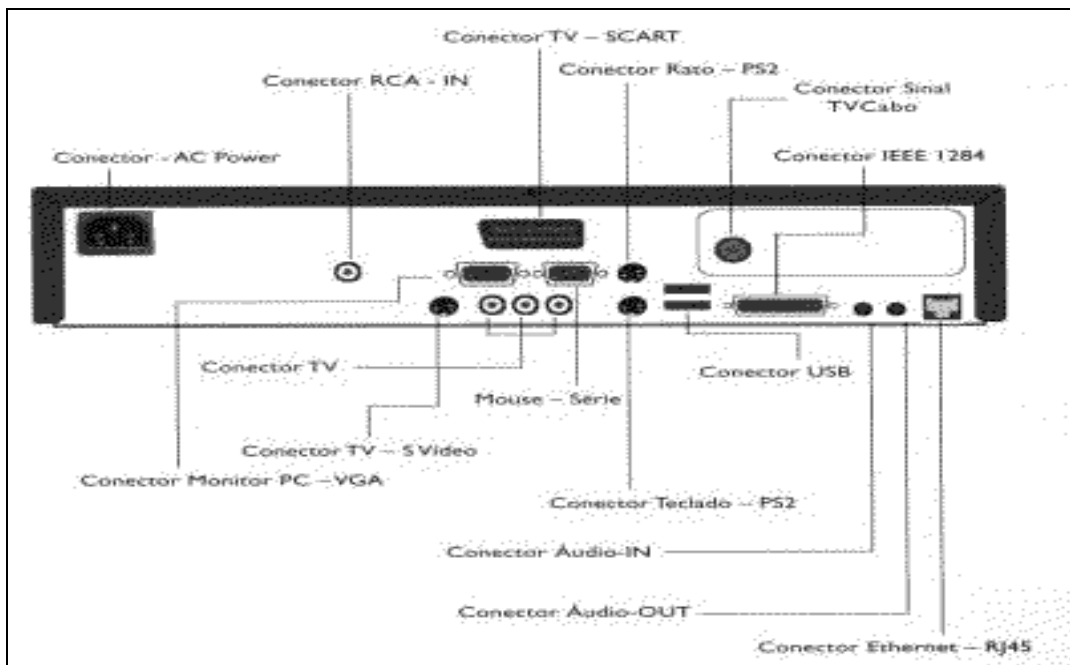 Conector TV – SCART
Conector Rato – PS2
Conector RCA - IN
Conector Sinal
TVCabo
Conector - AC Power
Conector IEEE 1284
Conector TV
Conector USB
Mouse – Série
Conector TV – S Video
Conector Monitor PC – VGA
Conector Teclado – PS2
Conector Áudio-IN
Conector Áudio-OUT
Conector Ethernet – RJ45